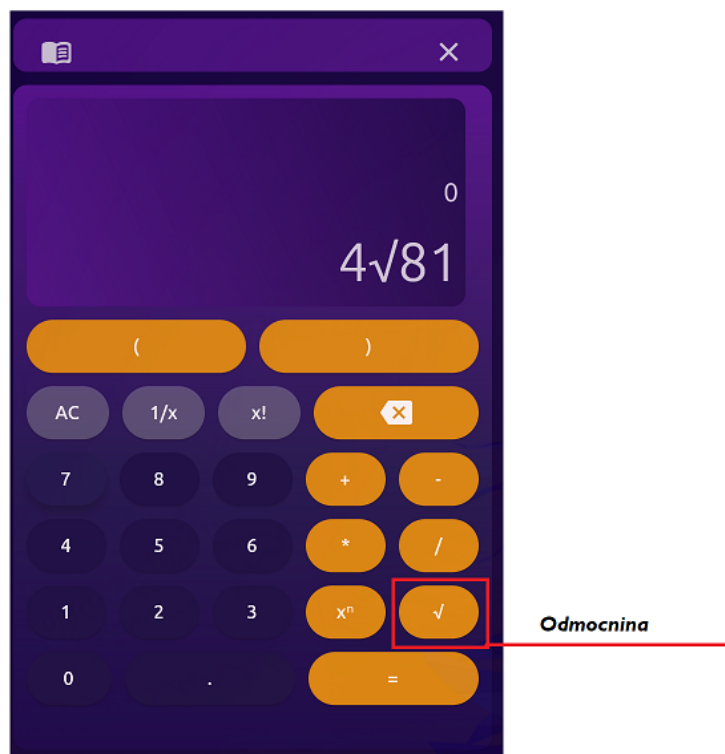 0
4√81
( )
AC 1/x x!
7 8 9 + -
4 5 6 * /
1 2 3 xⁿ √
Odmocnina
0 . =